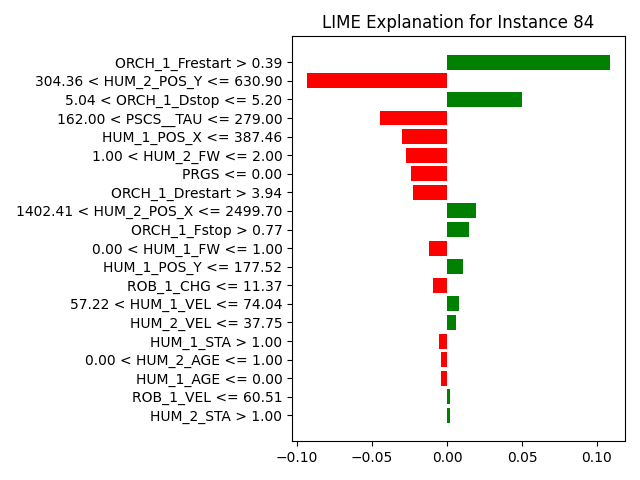 LIME Explanation for Instance 84
ORCH_1_Frestart > 0.39
304.36 < HUM_2_POS_Y <= 630.90
5.04 < ORCH_1_Dstop <= 5.20
162.00 < PSCS__TAU <= 279.00
HUM_1_POS_X <= 387.46
1.00 < HUM_2_FW <= 2.00
PRGS <= 0.00
ORCH_1_Drestart > 3.94
1402.41 < HUM_2_POS_X <= 2499.70
ORCH_1_Fstop > 0.77
0.00 < HUM_1_FW <= 1.00
HUM_1_POS_Y <= 177.52
ROB_1_CHG <= 11.37
57.22 < HUM_1_VEL <= 74.04
HUM_2_VEL <= 37.75
HUM_1_STA > 1.00
0.00 < HUM_2_AGE <= 1.00
HUM_1_AGE <= 0.00
ROB_1_VEL <= 60.51
HUM_2_STA > 1.00
−0.10 −0.05 0.00 0.05 0.10